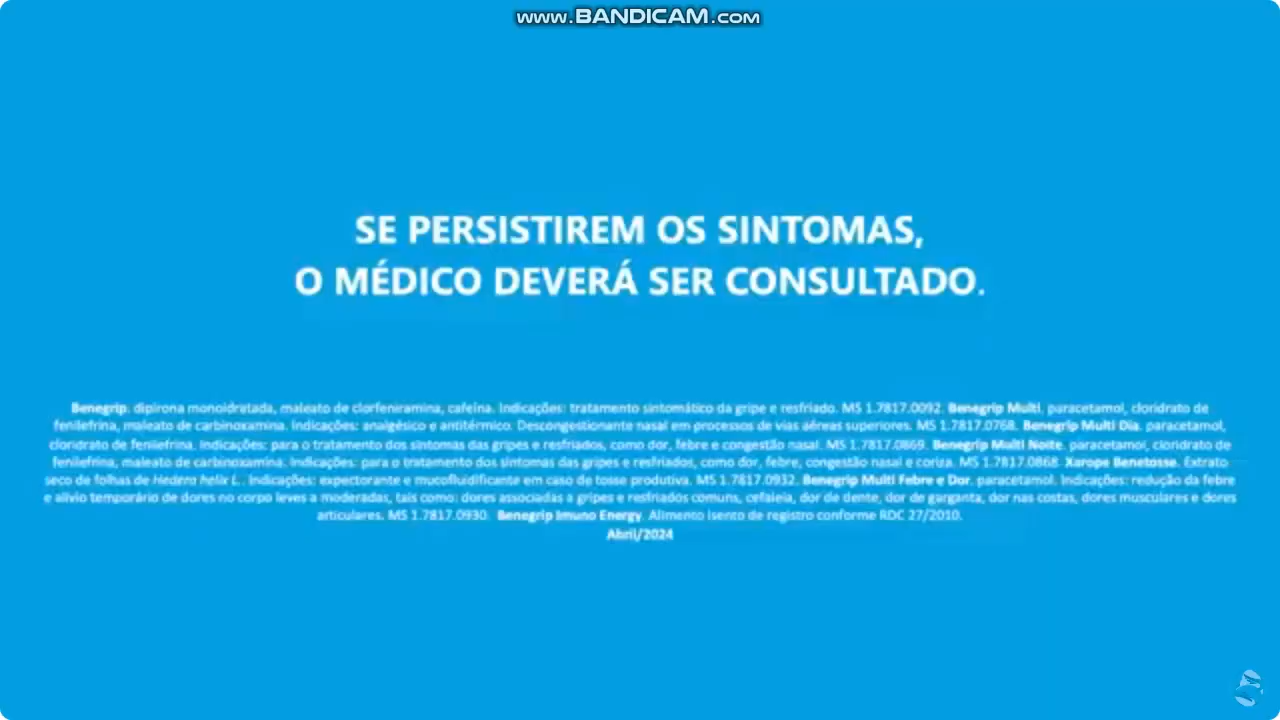 www.BANDICAM.com
SE PERSISTIREM OS SINTOMAS,
O MÉDICO DEVERÁ SER CONSULTADO.
Benegrip. dipirona monoidratada, maleato de clorfeniramina, cafeína. Indicações: tratamento sintomático da gripe e resfriado. MS 1.7817.0092. Benegrip Multi. paracetamol, cloridrato de
fenilefrina, maleato de carbinoxamina. Indicações: analgésico e antitérmico. Descongestionante nasal em processos de vias aéreas superiores. MS 1.7817.0768. Benegrip Multi Dia. paracetamol,
cloridrato de fenilefrina. Indicações: para o tratamento dos sintomas das gripes e resfriados, como dor, febre e congestão nasal. MS 1.7817.0869. Benegrip Multi Noite. paracetamol, cloridrato de
fenilefrina, maleato de carbinoxamina. Indicações: para o tratamento dos sintomas das gripes e resfriados, como dor, febre, congestão nasal e coriza. MS 1.7817.0868. Xarope Benetosse. Extrato
seco de folhas de Hedera helix L.. Indicações: expectorante e mucofluidificante em caso de tosse produtiva. MS 1.7817.0932. Benegrip Multi Febre e Dor. paracetamol. Indicações: redução da febre
e alívio temporário de dores no corpo leves a moderadas, tais como: dores associadas a gripes e resfriados comuns, cefaleia, dor de dente, dor de garganta, dor nas costas, dores musculares e dores
articulares. MS 1.7817.0930. Benegrip Imuno Energy. Alimento isento de registro conforme RDC 27/2010.
Abril/2024